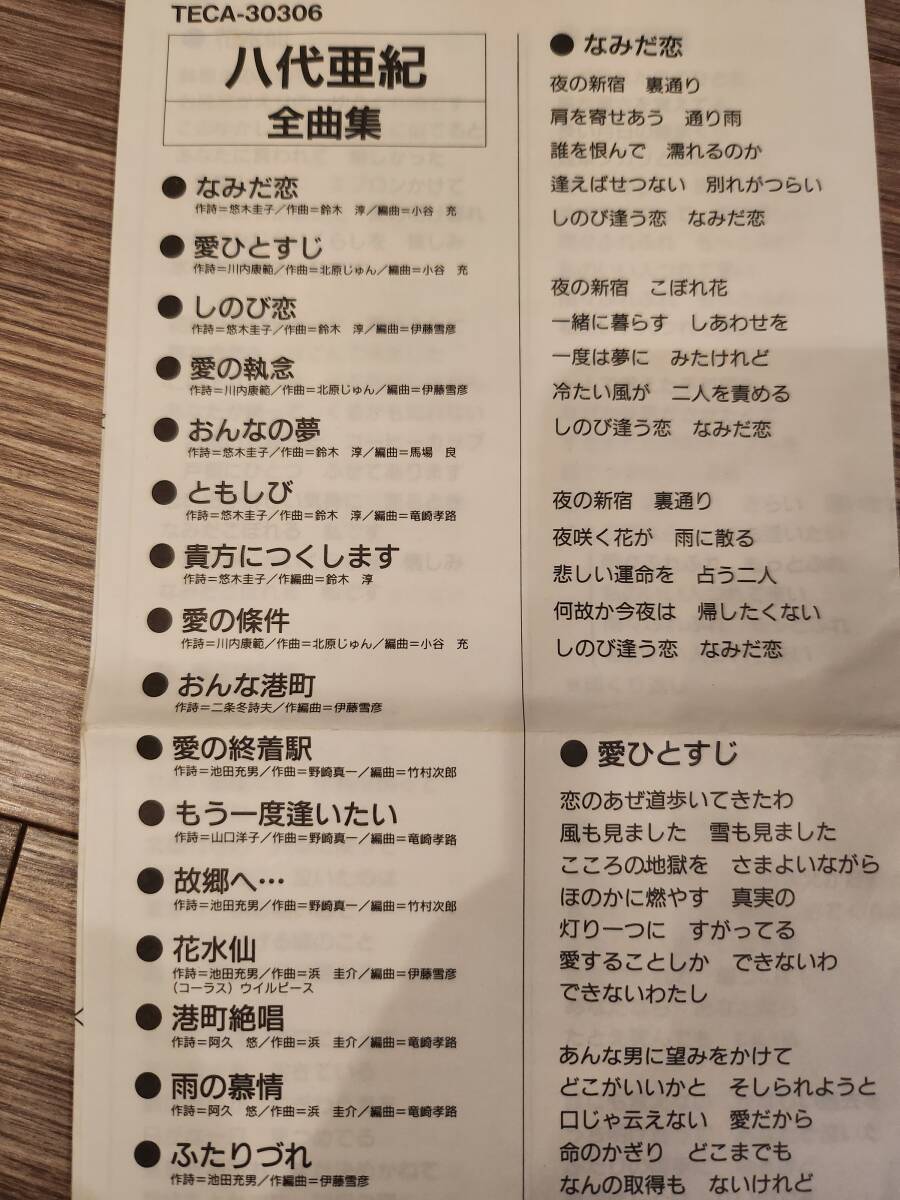 TECA-30306
八代亜紀
全曲集
● なみだ恋
作詩＝悠木圭子／作曲＝鈴木　淳／編曲＝小谷　充
● 愛ひとすじ
作詩＝川内康範／作曲＝北原じゅん／編曲＝小谷　充
● しのび恋
作詩＝悠木圭子／作曲＝鈴木　淳／編曲＝伊藤雪彦
● 愛の執念
作詩＝川内康範／作曲＝北原じゅん／編曲＝伊藤雪彦
● おんなの夢
作詩＝悠木圭子／作曲＝鈴木　淳／編曲＝馬場　良
● ともしび
作詩＝悠木圭子／作曲＝鈴木　淳／編曲＝竜崎孝路
● 貴方につくします
作詩＝悠木圭子／作編曲＝鈴木　淳
● 愛の條件
作詩＝川内康範／作曲＝北原じゅん／編曲＝小谷　充
● おんな港町
作詩＝二条冬詩夫／作編曲＝伊藤雪彦
● 愛の終着駅
作詩＝池田充男／作曲＝野崎真一／編曲＝竹村次郎
● もう一度逢いたい
作詩＝山口洋子／作曲＝野崎真一／編曲＝竜崎孝路
● 故郷へ…
作詩＝池田充男／作曲＝野崎真一／編曲＝竹村次郎
● 花水仙
作詩＝池田充男／作曲＝浜　圭介／編曲＝伊藤雪彦
（コーラス）ウイルビース
● 港町絶唱
作詩＝阿久　悠／作曲＝浜　圭介／編曲＝竜崎孝路
● 雨の慕情
作詩＝阿久　悠／作曲＝浜　圭介／編曲＝竜崎孝路
● ふたりづれ
作詩＝池田充男／作編曲＝伊藤雪彦
● なみだ恋
夜の新宿　裏通り
肩を寄せあう　通り雨
誰を恨んで　濡れるのか
逢えばせつない　別れがつらい
しのび逢う恋　なみだ恋
夜の新宿　こぼれ花
一緒に暮らす　しあわせを
一度は夢に　みたけれど
冷たい風が　二人を責める
しのび逢う恋　なみだ恋
夜の新宿　裏通り
夜咲く花が　雨に散る
悲しい運命を　占う二人
何故か今夜は　帰したくない
しのび逢う恋　なみだ恋
● 愛ひとすじ
恋のあぜ道歩いてきたわ
風も見ました　雪も見ました
こころの地獄を　さまよいながら
ほのかに燃やす　真実の
灯り一つに　すがってる
愛することしか　できないわ
できないわたし
あんな男に望みをかけて
どこがいいかと　そしられようと
口じゃ云えない　愛だから
命のかぎり　どこまでも
なんの取得も　ないけれど